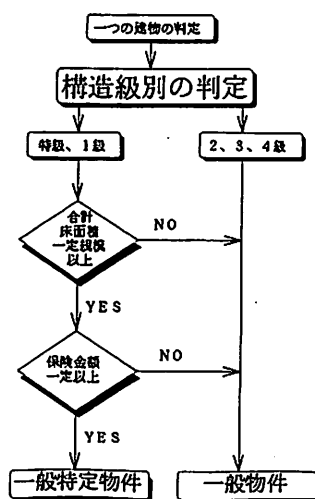 一つの建物の判定
構造級別の判定
特級、1級
2、3、4級
合計
床面積
一定規模
以上
NO
YES
保険金額
一定以上
NO
YES
一般特定物件
一般物件